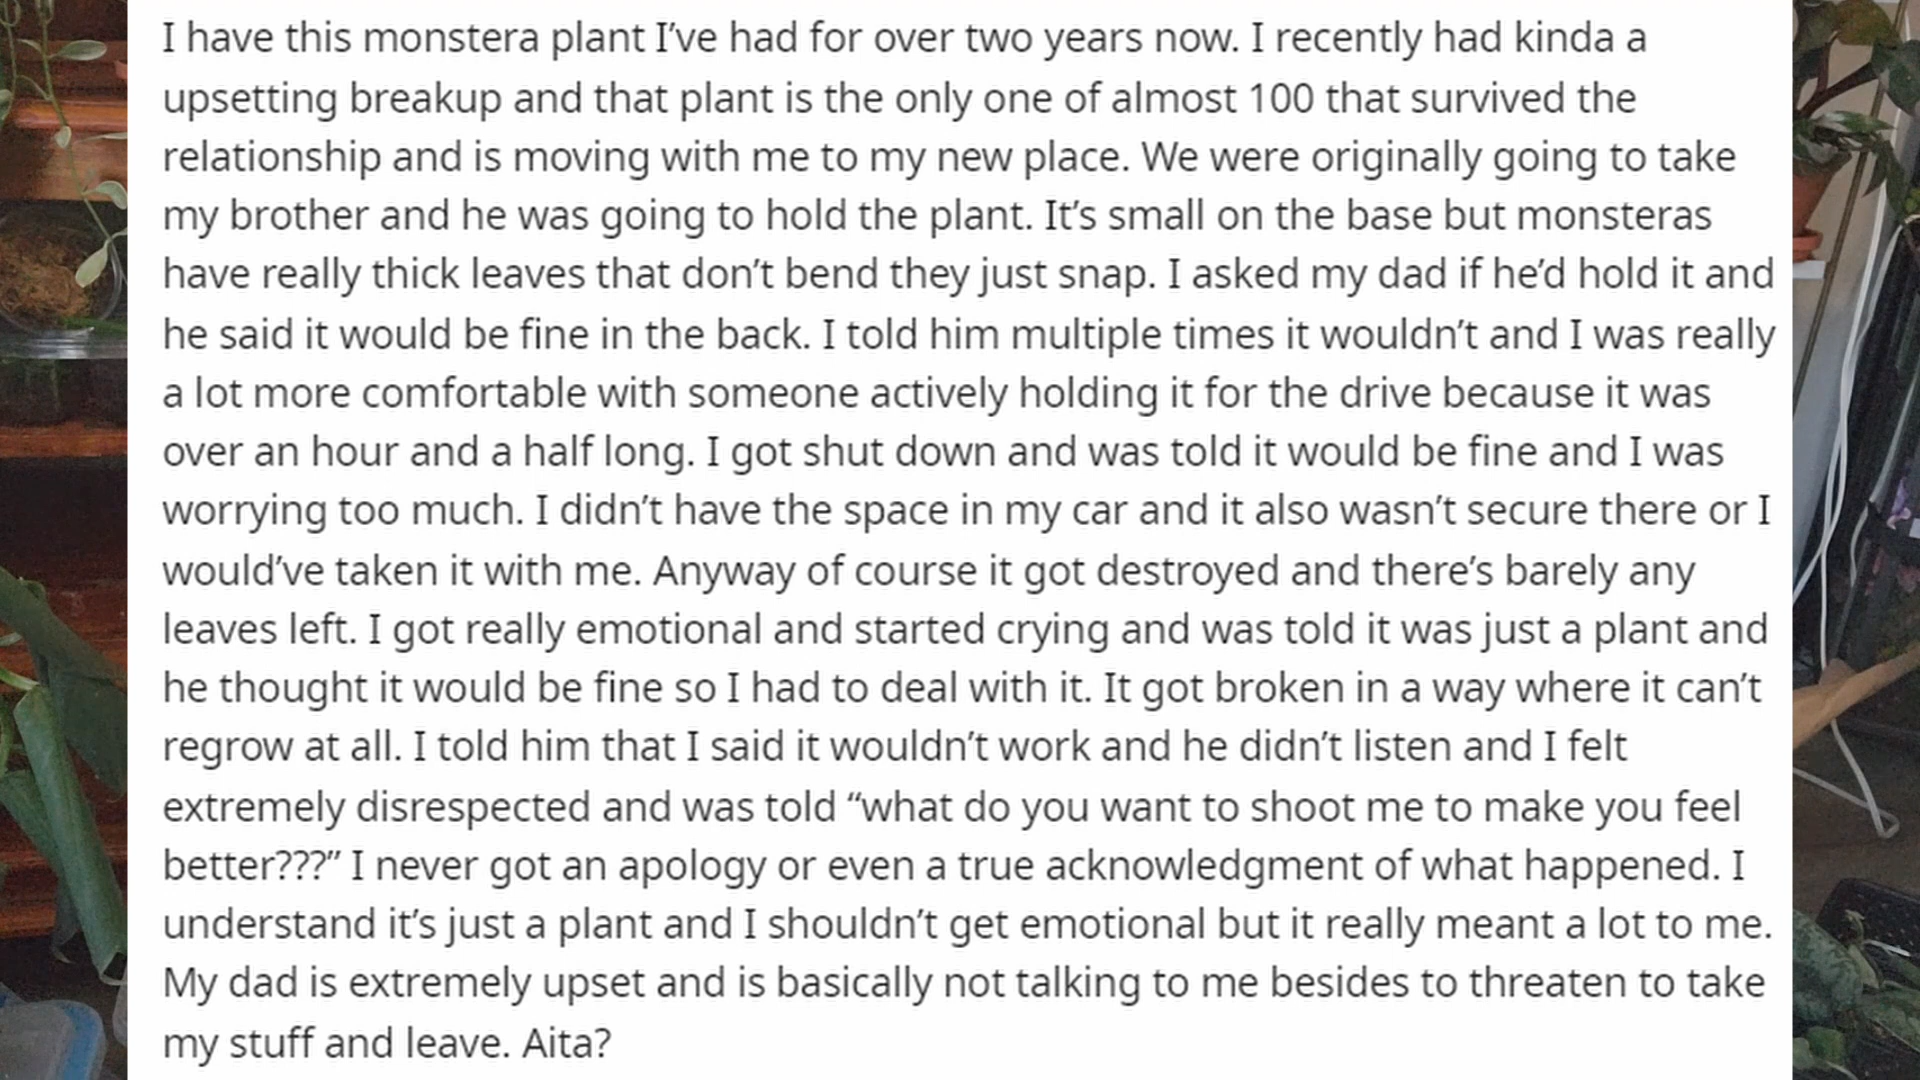 I have this monstera plant I’ve had for over two years now. I recently had kinda a
upsetting breakup and that plant is the only one of almost 100 that survived the
relationship and is moving with me to my new place. We were originally going to take
my brother and he was going to hold the plant. It’s small on the base but monsteras
have really thick leaves that don’t bend they just snap. I asked my dad if he’d hold it and
he said it would be fine in the back. I told him multiple times it wouldn’t and I was really
a lot more comfortable with someone actively holding it for the drive because it was
over an hour and a half long. I got shut down and was told it would be fine and I was
worrying too much. I didn’t have the space in my car and it also wasn’t secure there or I
would’ve taken it with me. Anyway of course it got destroyed and there’s barely any
leaves left. I got really emotional and started crying and was told it was just a plant and
he thought it would be fine so I had to deal with it. It got broken in a way where it can’t
regrow at all. I told him that I said it wouldn’t work and he didn’t listen and I felt
extremely disrespected and was told “what do you want to shoot me to make you feel
better???” I never got an apology or even a true acknowledgment of what happened. I
understand it’s just a plant and I shouldn’t get emotional but it really meant a lot to me.
My dad is extremely upset and is basically not talking to me besides to threaten to take
my stuff and leave. Aita?